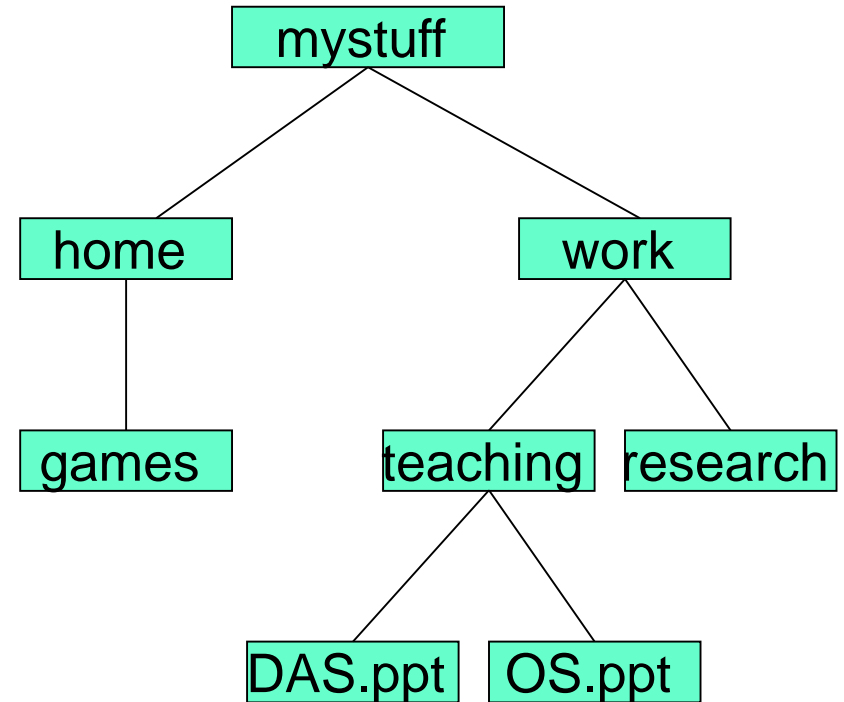 mystuff
home
work
games
teaching
research
DAS.ppt
OS.ppt